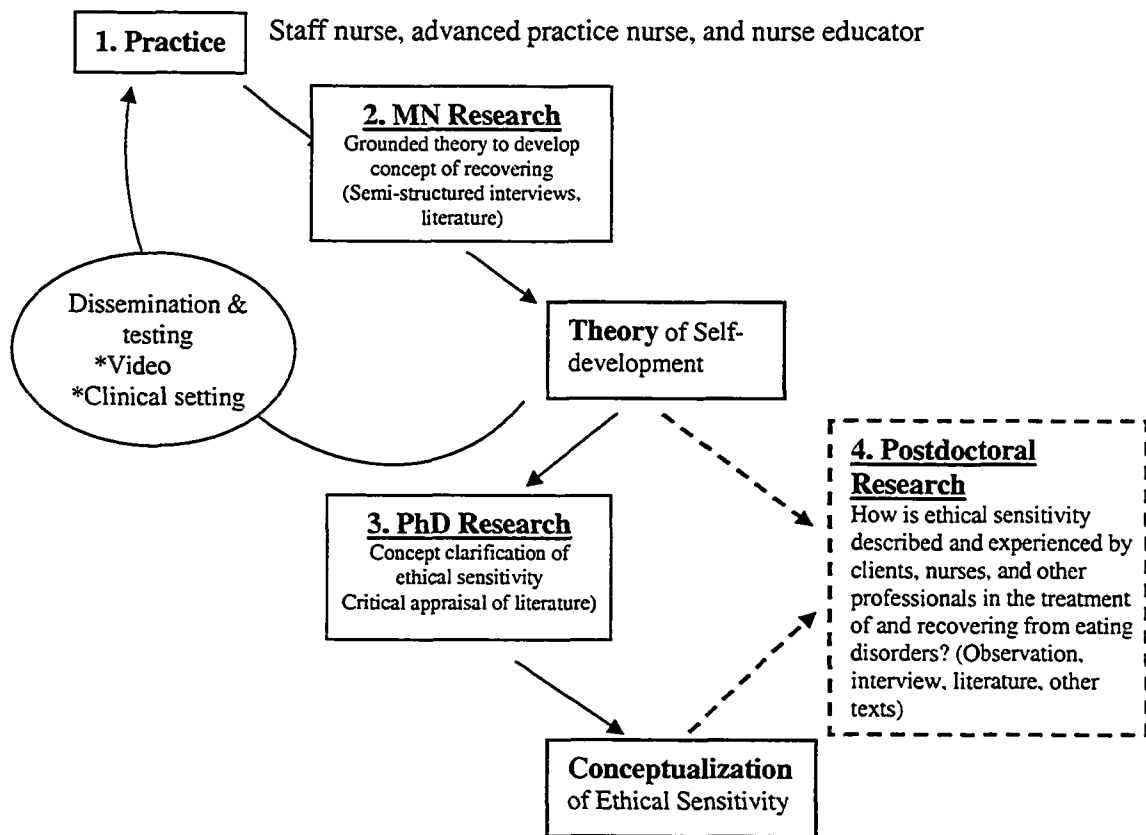 1. Practice
Staff nurse, advanced practice nurse, and nurse educator
2. MN Research
Grounded theory to develop
concept of recovering
(Semi-structured interviews,
literature)
Dissemination &
testing
*Video
*Clinical setting
Theory of Self-
development
3. PhD Research
Concept clarification of
ethical sensitivity
Critical appraisal of literature)
4. Postdoctoral
Research
How is ethical sensitivity
described and experienced by
clients, nurses, and other
professionals in the treatment
of and recovering from eating
disorders? (Observation,
interview, literature, other
texts)
Conceptualization
of Ethical Sensitivity